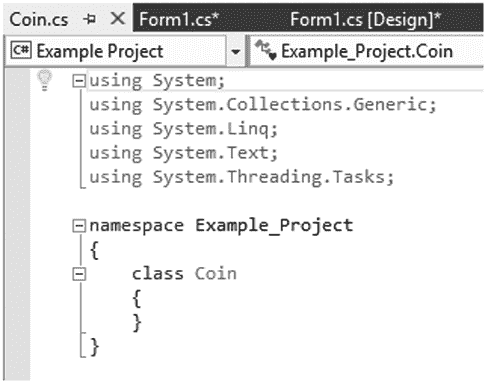 Coin.cs Form1.cs* Form1.cs [Design]*
C# Example Project Example_Project.Coin
using System;
using System.Collections.Generic;
using System.Linq;
using System.Text;
using System.Threading.Tasks;
namespace Example_Project
{
class Coin
{
}
}